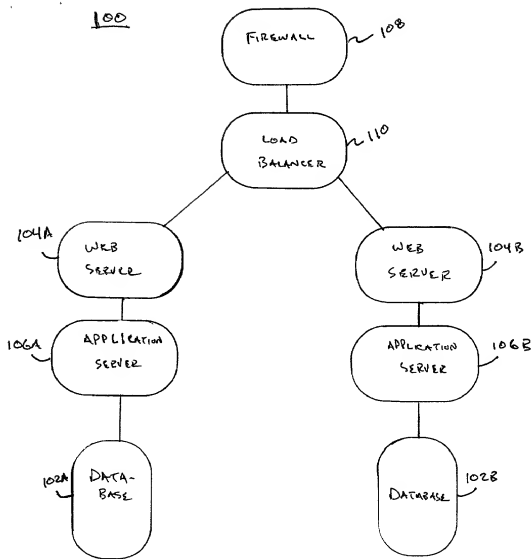 100
FIREWALL
108
LOAD
BALANCER
110
104A
WEB
SERVER
WEB
SERVER
104B
106A
APPLICATION
SERVER
APPLICATION
SERVER
106B
102A
DATA-
BASE
DATABASE
102B